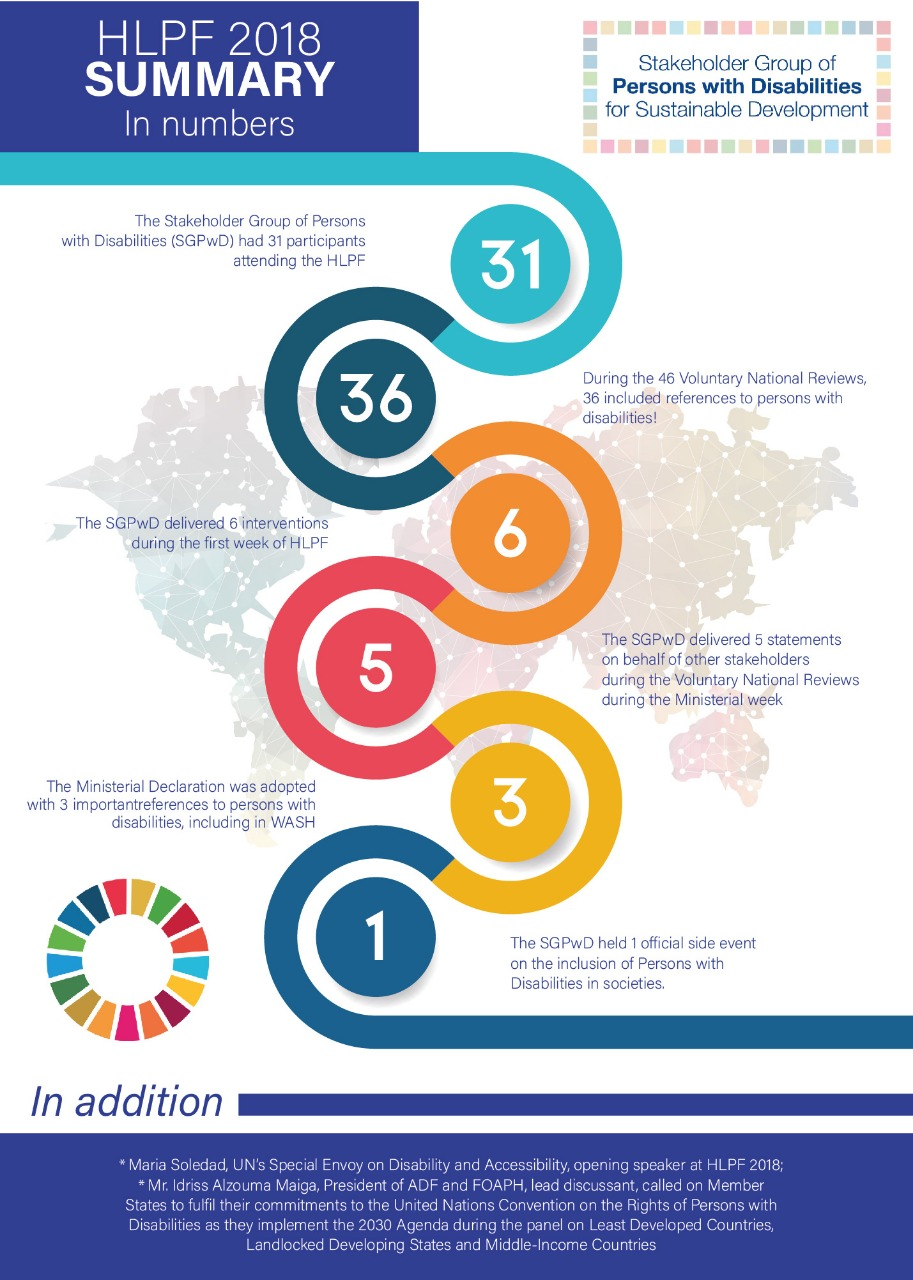 HLPF 2018
SUMMARY
In numbers
Stakeholder Group of
Persons with Disabilities
for Sustainable Development
The Stakeholder Group of Persons
with Disabilities (SGPwD) had 31 participants
attending the HLPF
31
36
During the 46 Voluntary National Reviews,
36 included references to persons with
disabilities!
The SGPwD delivered 6 interventions
during the first week of HLPF
6
5
The SGPwD delivered 5 statements
on behalf of other stakeholders
during the Voluntary National Reviews
during the Ministerial week
The Ministerial Declaration was adopted
with 3 importantreferences to persons with
disabilities, including in WASH
3
1
The SGPwD held 1 official side event
on the inclusion of Persons with
Disabilities in societies.
In addition
* Maria Soledad, UN's Special Envoy on Disability and Accessibility, opening speaker at HLPF 2018;
* Mr. Idriss Alzouma Maiga, President of ADF and FOAPH, lead discussant, called on Member
States to fulfil their commitments to the United Nations Convention on the Rights of Persons with
Disabilities as they implement the 2030 Agenda during the panel on Least Developed Countries,
Landlocked Developing States and Middle-Income Countries